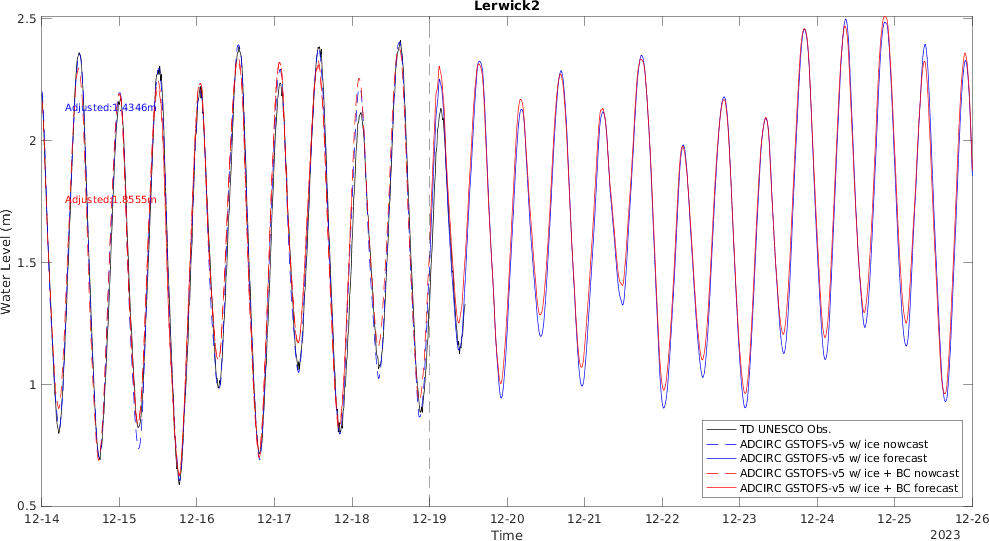 Lerwick2
2.5
2
1.5
1
0.5
Water Level (m)
Adjusted:1.4346m
Adjusted:1.8555m
TD UNESCO Obs.
ADCIRC GSTOFS-v5 w/ ice nowcast
ADCIRC GSTOFS-v5 w/ ice forecast
ADCIRC GSTOFS-v5 w/ ice + BC nowcast
ADCIRC GSTOFS-v5 w/ ice + BC forecast
12-14 12-15 12-16 12-17 12-18 12-19 12-20 12-21 12-22 12-23 12-24 12-25 12-26
Time
2023